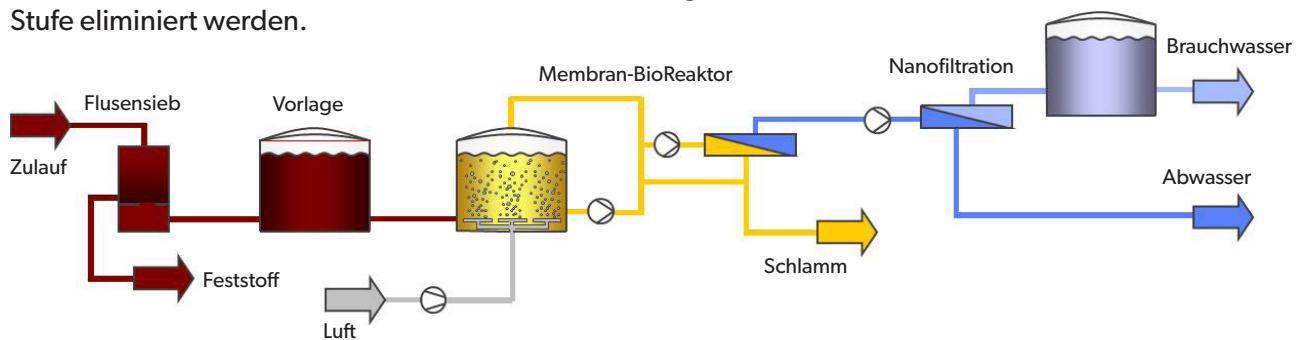 Stufe eliminiert werden.
Flusensieb
Vorlage
Membran-BioReaktor
Nanofiltration
Brauchwasser
Zulauf
Abwasser
Feststoff
Schlamm
Luft